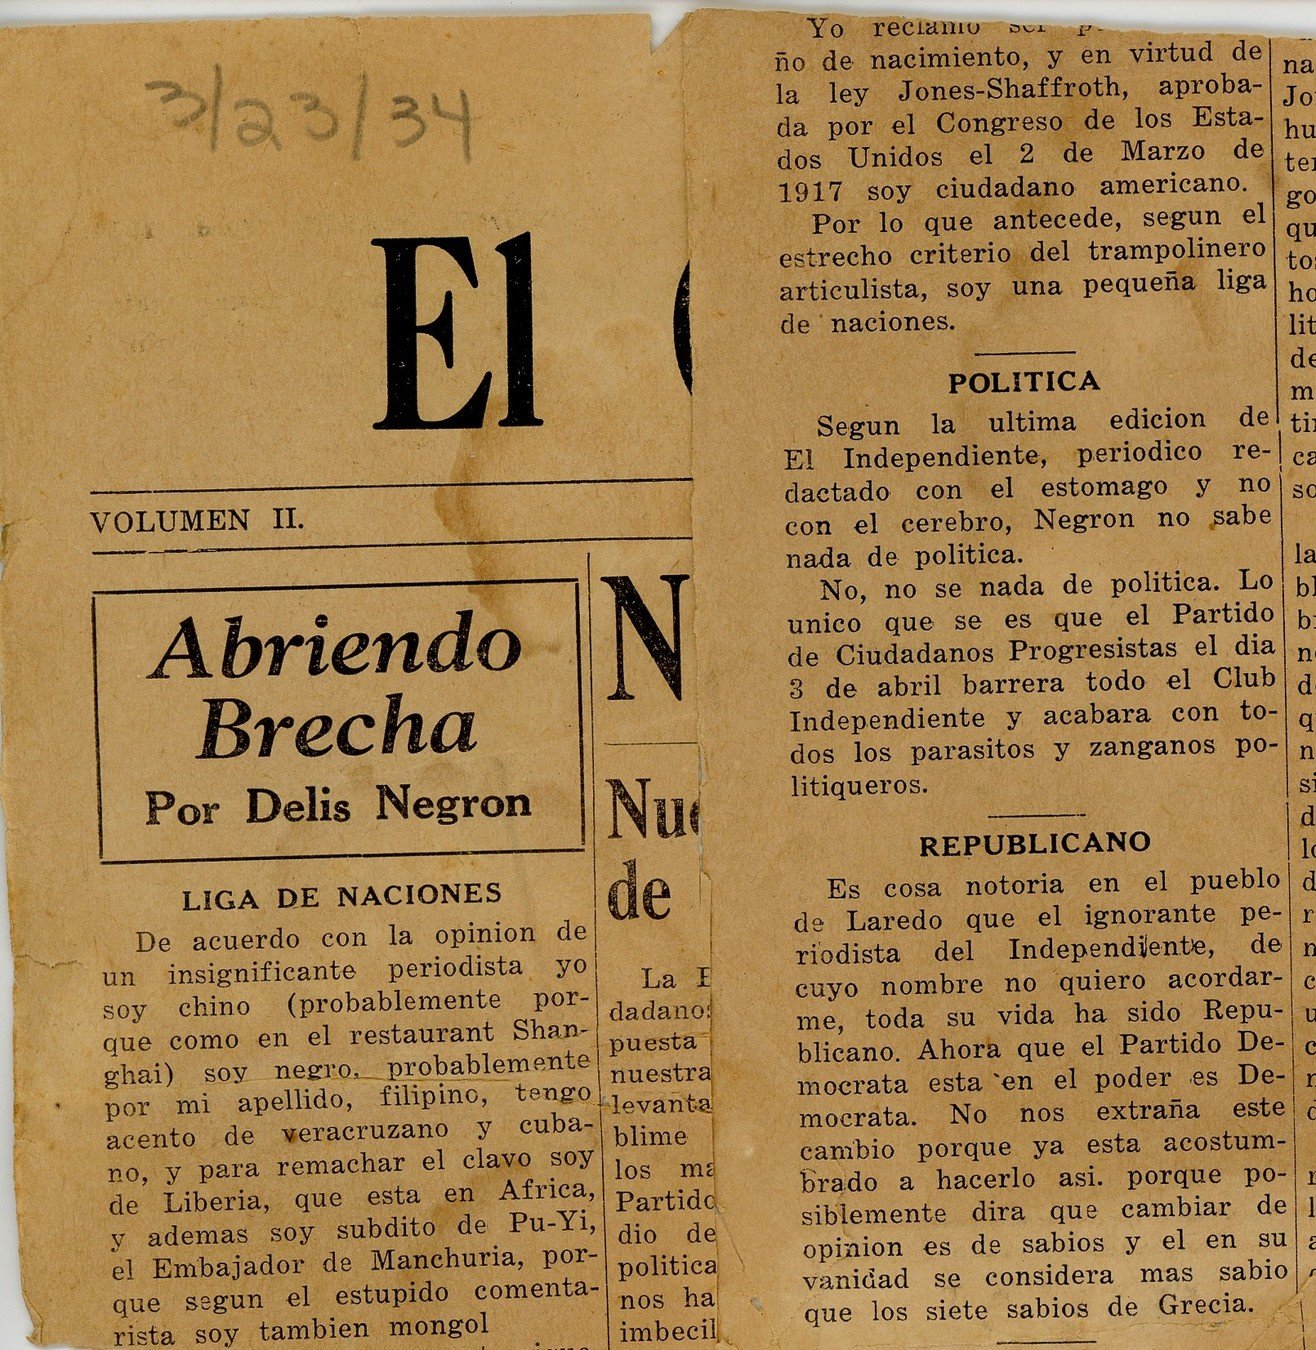 3/23/34
El
VOLUMEN II.
Abriendo
Brecha
Por Delis Negron
LIGA DE NACIONES
De acuerdo con la opinion de
un insignificante periodista yo
soy chino (probablemente por-
que como en el restaurant Shan-
ghai) soy negro, probablemente
por mi apellido, filipino, tengo
acento de veracruzano y cuba-
no, y para remachar el clavo soy
de Liberia, que esta en Africa,
y ademas soy subdito de Pu-Yi,
el Embajador de Manchuria, por-
que segun el estupido comenta-
rista soy tambien mongol
N
Nue
de
La
dadanos
puesta
nuestra
levanta
blime
los ma
Partido
dio de
politica
nos ha
imbecil
Yo reclamo ser
ño de nacimiento, y en virtud de
la ley Jones-Shaffroth, aproba-
da por el Congreso de los Esta-
dos Unidos el 2 de Marzo de
1917 soy ciudadano americano.
Por lo que antecede, segun el
estrecho criterio del trampolinero
articulista, soy una pequeña liga
de naciones.
POLITICA
Segun la ultima edicion de
El Independiente, periodico re-
dactado con el estomago y no
con el cerebro, Negron no sabe
nada de politica.
No, no se nada de politica. Lo
unico que se es que el Partido
de Ciudadanos Progresistas el dia
3 de abril barrera todo el Club
Independiente y acabara con to-
dos los parasitos y zanganos po-
litiqueros.
REPUBLICANO
Es cosa notoria en el pueblo
de Laredo que el ignorante pe-
riodista del Independiente, de
cuyo nombre no quiero acordar-
me, toda su vida ha sido Repu-
blicano. Ahora que el Partido De-
mocrata esta en el poder es De-
mocrata. No nos extraña este
cambio porque ya esta acostum-
brado a hacerlo asi. porque po-
siblemente dira que cambiar de
opinion es de sabios y el en su
vanidad se considera mas sabio
que los siete sabios de Grecia.